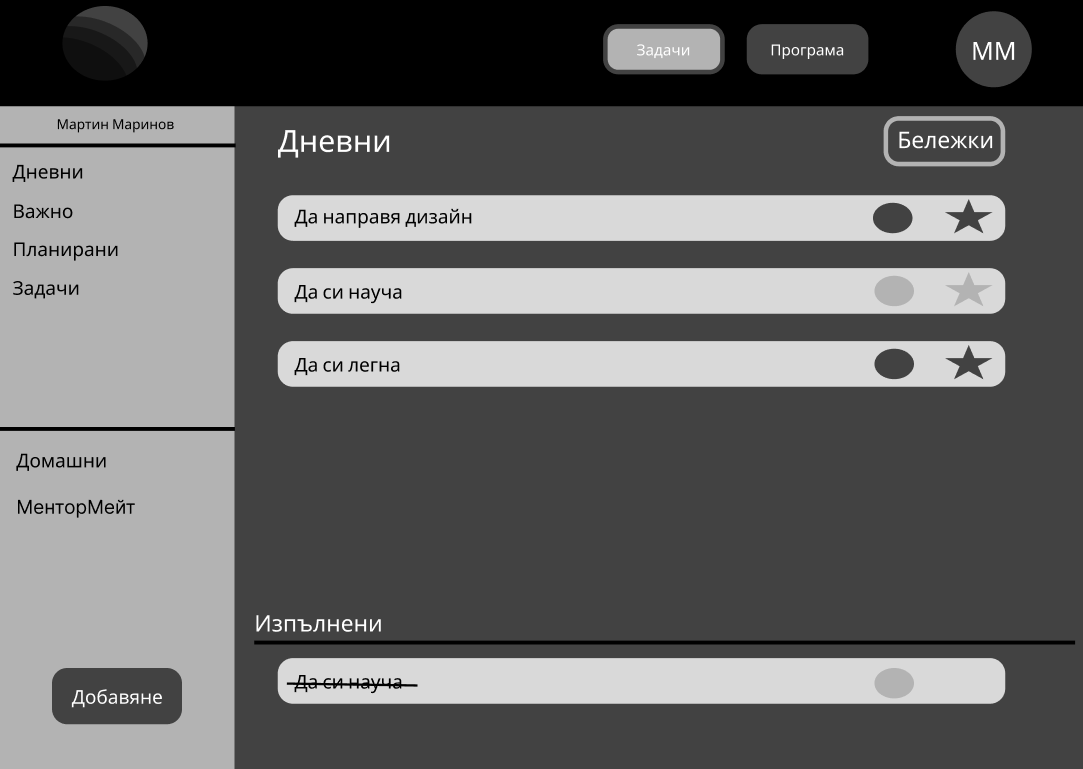 Задачи
Програма
ММ
Мартин Маринов
Дневни
Важно
Планирани
Задачи
Домашни
МенторМейт
Добавяне
Дневни
Бележки
Да направя дизайн
Да си науча
Да си легна
Изпълнени
Да си науча